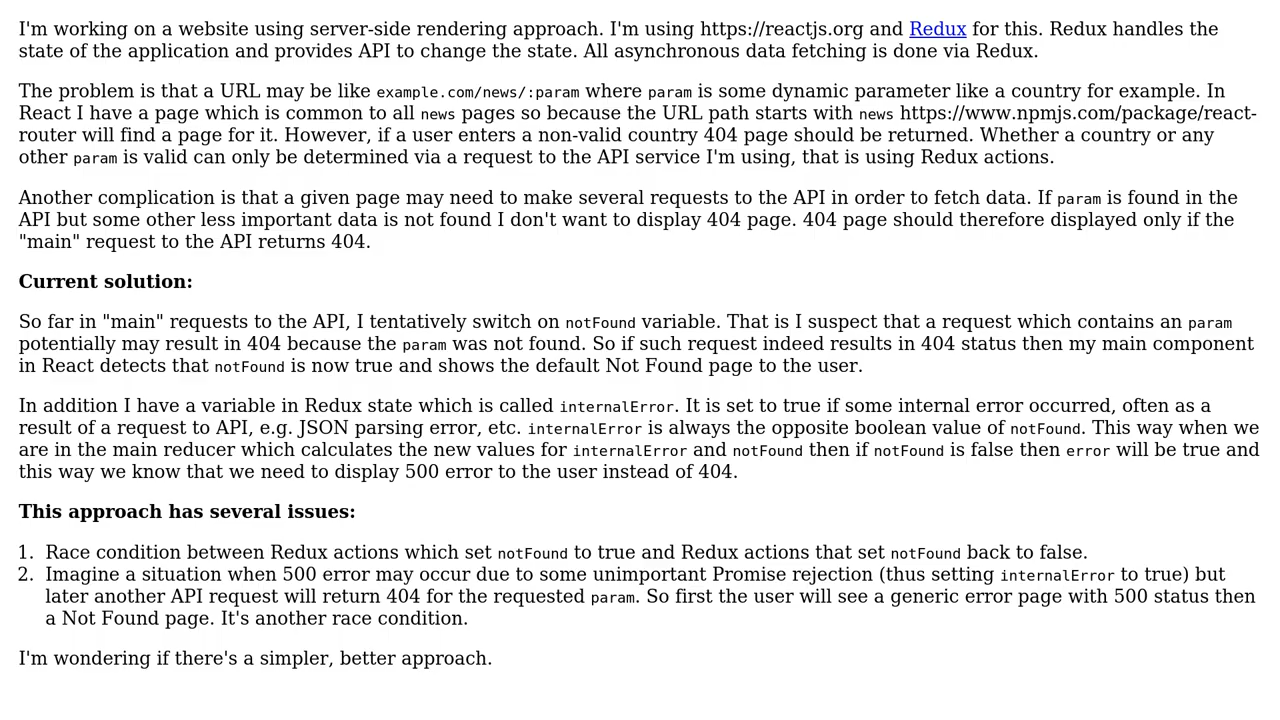 I'm working on a website using server-side rendering approach. I'm using https://reactjs.org and Redux for this. Redux handles the
state of the application and provides API to change the state. All asynchronous data fetching is done via Redux.
The problem is that a URL may be like example.com/news/:param where param is some dynamic parameter like a country for example. In
React I have a page which is common to all news pages so because the URL path starts with news https://www.npmjs.com/package/react-
router will find a page for it. However, if a user enters a non-valid country 404 page should be returned. Whether a country or any
other param is valid can only be determined via a request to the API service I'm using, that is using Redux actions.
Another complication is that a given page may need to make several requests to the API in order to fetch data. If param is found in the
API but some other less important data is not found I don't want to display 404 page. 404 page should therefore displayed only if the
"main" request to the API returns 404.
Current solution:
So far in "main" requests to the API, I tentatively switch on notFound variable. That is I suspect that a request which contains an param
potentially may result in 404 because the param was not found. So if such request indeed results in 404 status then my main component
in React detects that notFound is now true and shows the default Not Found page to the user.
In addition I have a variable in Redux state which is called internalError. It is set to true if some internal error occurred, often as a
result of a request to API, e.g. JSON parsing error, etc. internalError is always the opposite boolean value of notFound. This way when we
are in the main reducer which calculates the new values for internalError and notFound then if notFound is false then error will be true and
this way we know that we need to display 500 error to the user instead of 404.
This approach has several issues:
1. Race condition between Redux actions which set notFound to true and Redux actions that set notFound back to false.
2. Imagine a situation when 500 error may occur due to some unimportant Promise rejection (thus setting internalError to true) but
later another API request will return 404 for the requested param. So first the user will see a generic error page with 500 status then
a Not Found page. It's another race condition.
I'm wondering if there's a simpler, better approach.